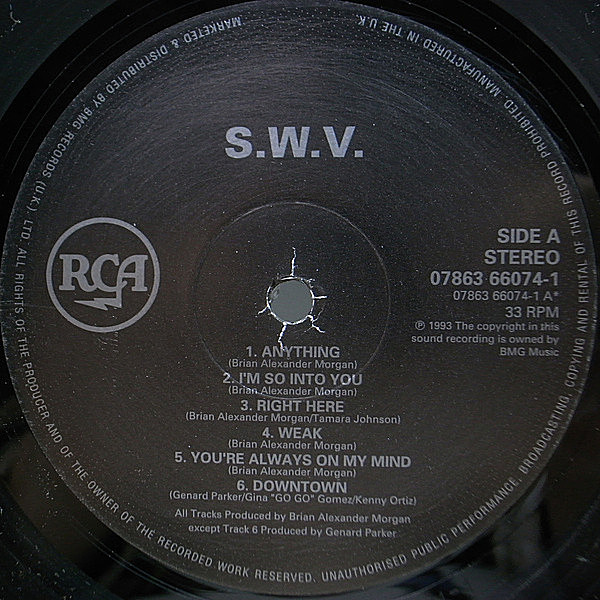 S.W.V.
RCA
SIDE A
STEREO
07863 66074-1
07863 66074-1 A*
33 RPM
℗ 1993 The copyright in this
sound recording is owned by
BMG Music
1. ANYTHING
(Brian Alexander Morgan)
2. I'M SO INTO YOU
(Brian Alexander Morgan)
3. RIGHT HERE
(Brian Alexander Morgan/Tamara Johnson)
4. WEAK
(Brian Alexander Morgan)
5. YOU'RE ALWAYS ON MY MIND
(Brian Alexander Morgan)
6. DOWNTOWN
(Genard Parker/Gina "GO GO" Gomez/Kenny Ortiz)
All Tracks Produced by Brian Alexander Morgan
except Track 6 Produced by Genard Parker
MARKETED & DISTRIBUTED BY BMG RECORDS (U.K.), LTD. ALL RIGHTS OF THE PRODUCER AND OF THE OWNER OF THE RECORDED WORK RESERVED. UNAUTHORISED PUBLIC PERFORMANCE, BROADCASTING, COPYING AND RENTAL OF THIS RECORD PROHIBITED. MANUFACTURED IN THE U.K.